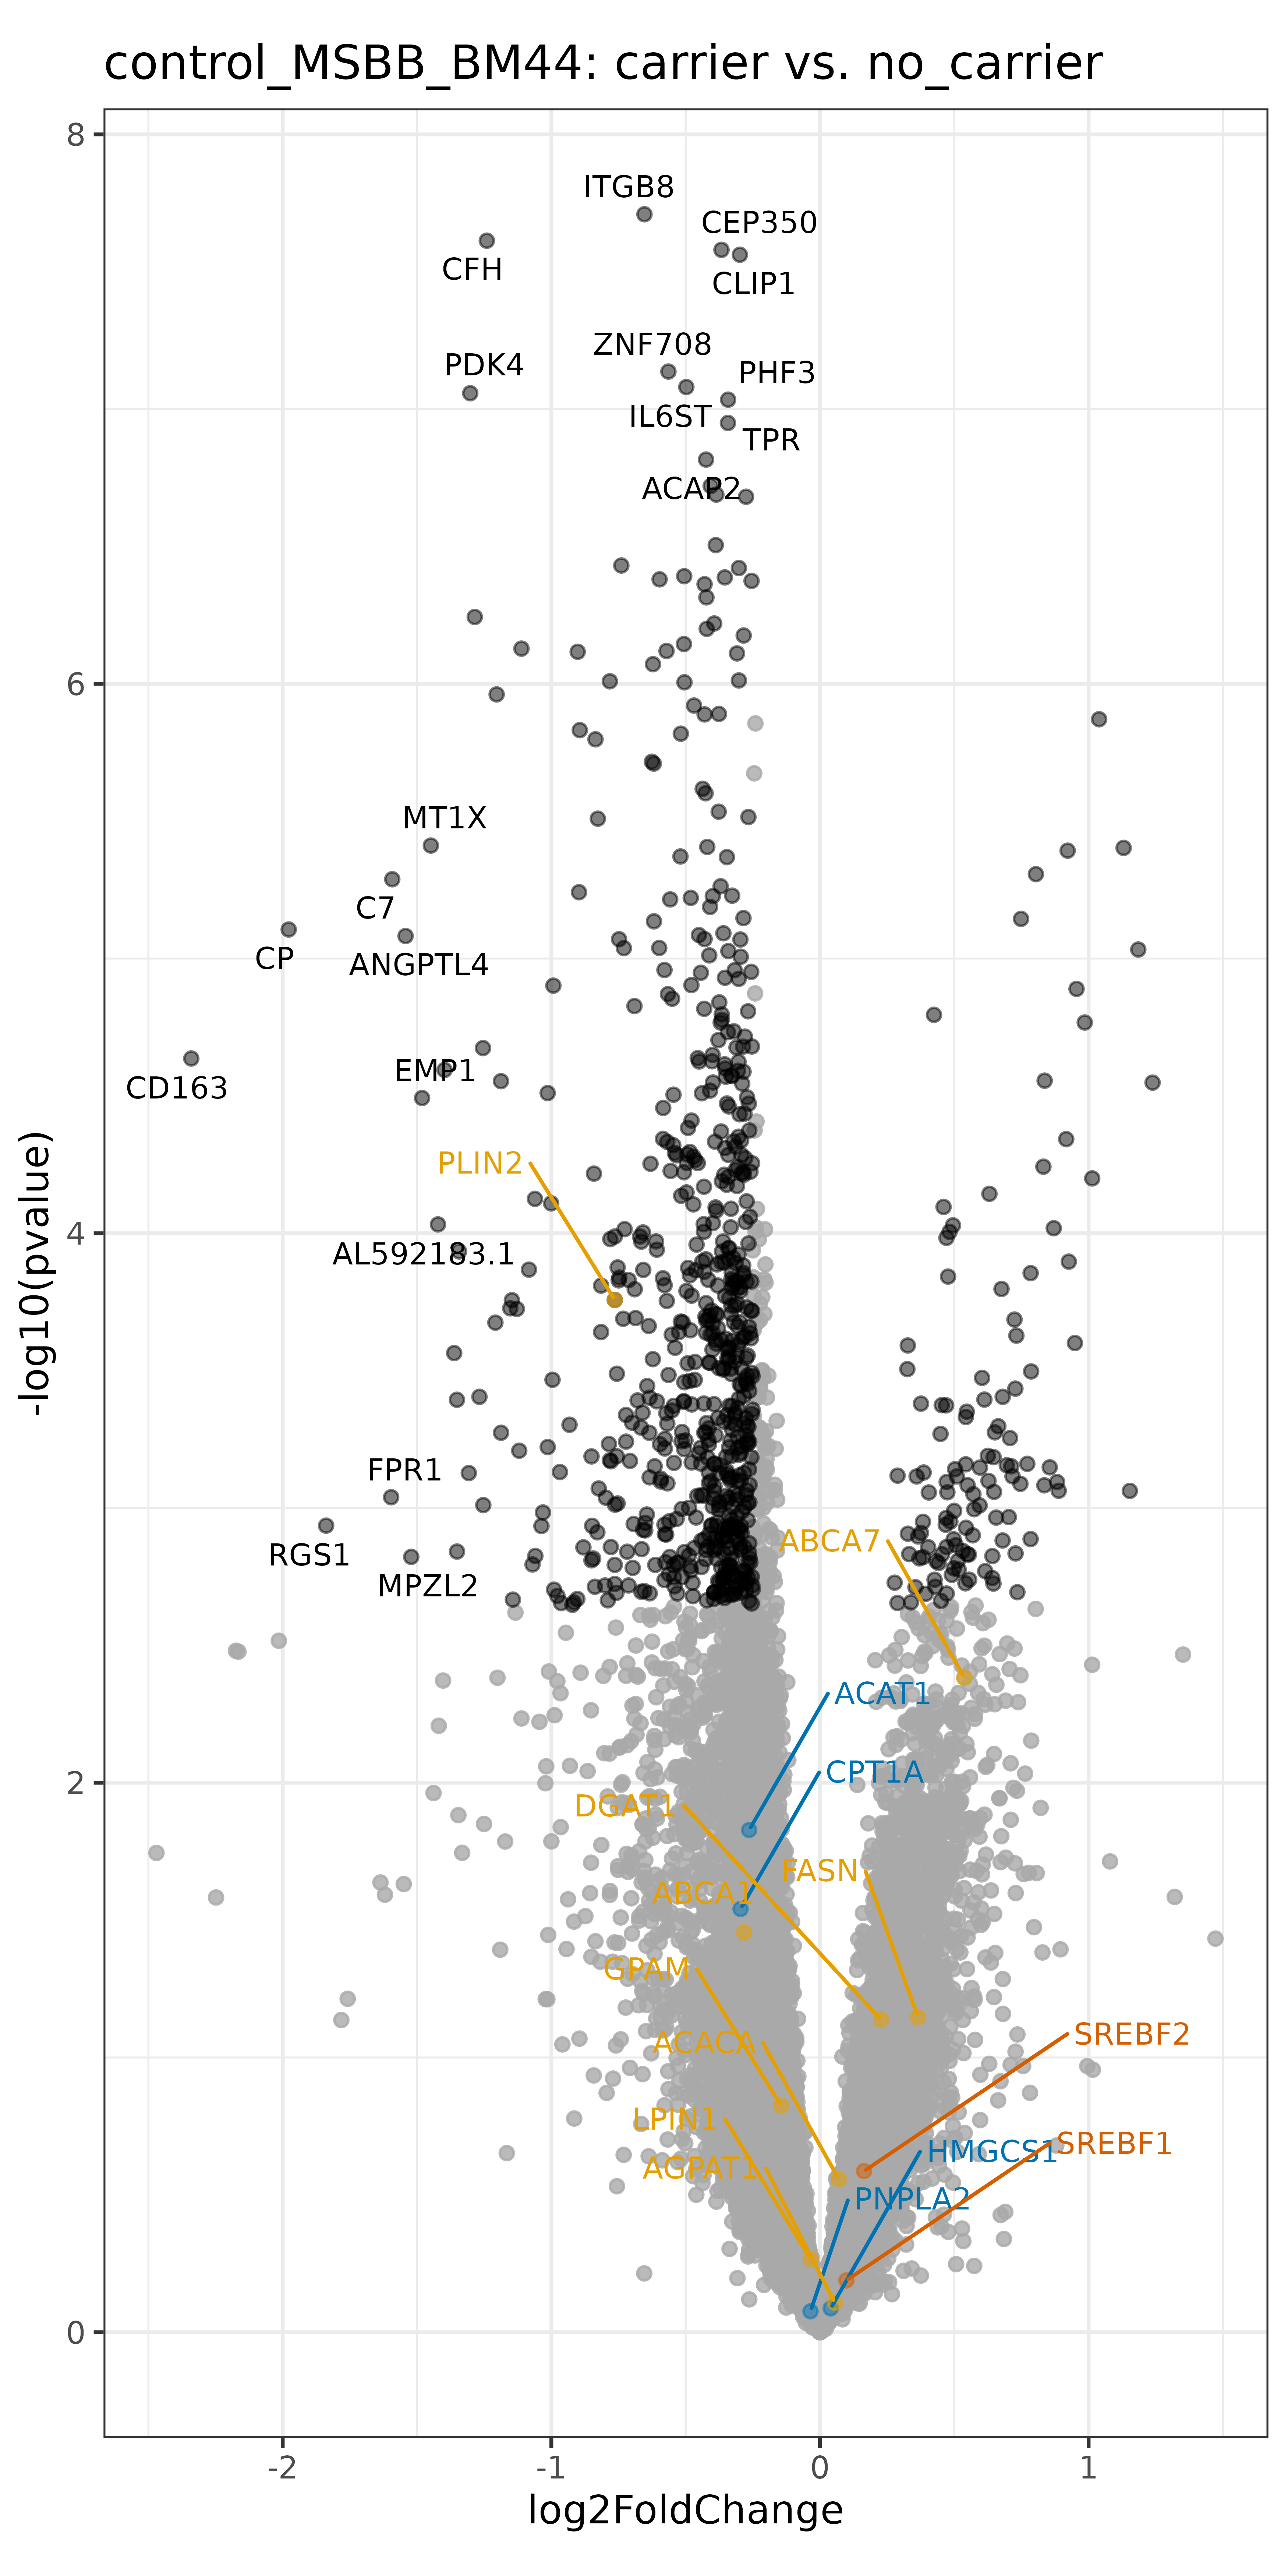 control_MSBB_BM44: carrier vs. no_carrier
8
ITGB8
CEP350
CFH
CLIP1
ZNF708
PDK4
PHF3
IL6ST
TPR
ACAP2
6
MT1X
C7
CP
ANGPTL4
EMP1
CD163
PLIN2
4
AL592183.1
FPR1
ABCA7
RGS1
MPZL2
ACAT1
CPT1A
2
DGAT1
FASN
ABCA1
GPAM
SREBF2
ACACA
LPIN1
SREBF1
HMGCS1
AGPAT1
PNPLA2
0
-2
-1
0
1
log2FoldChange
-log10(pvalue)